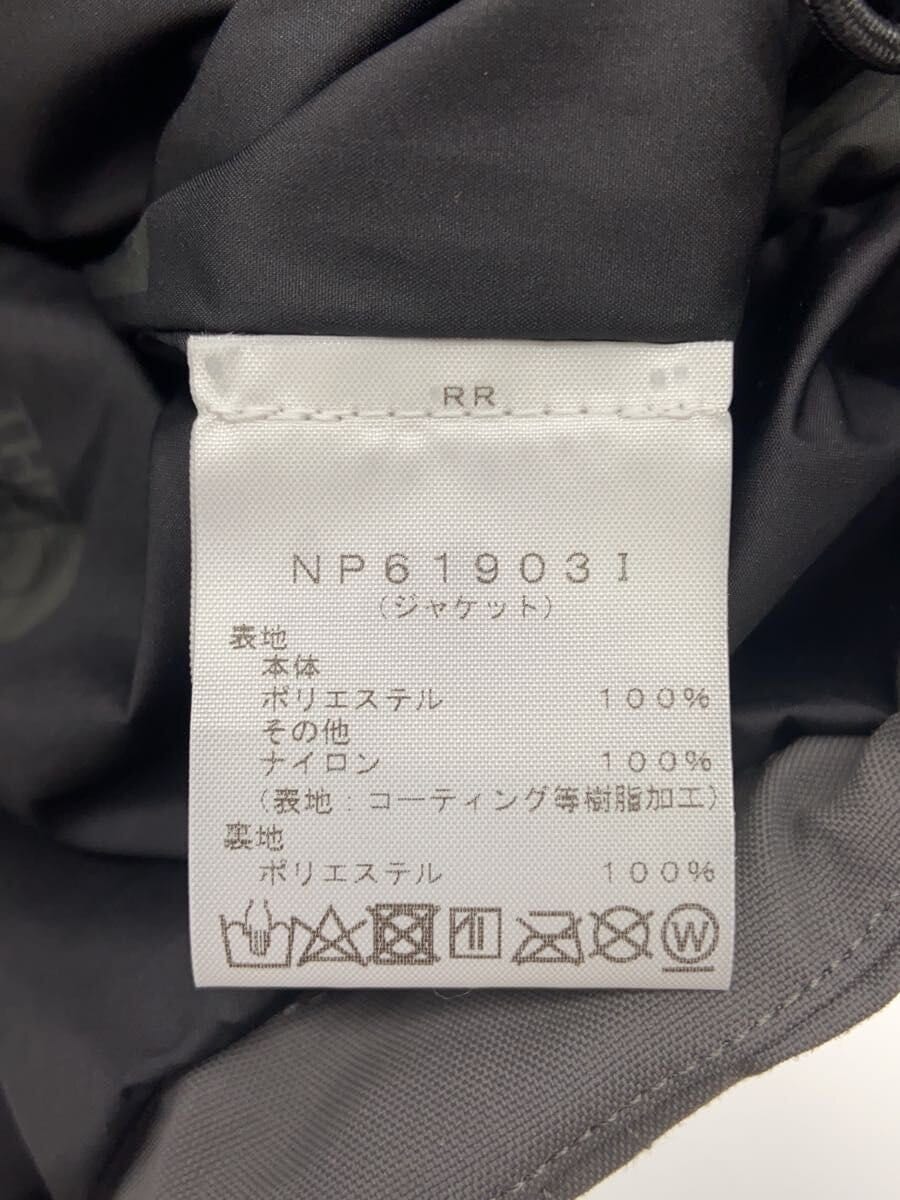 RR
NP61903I
（ジャケット）
表地
本体
ポリエステル 100%
その他
ナイロン 100%
（表地：コーティング等樹脂加工）
裏地
ポリエステル 100%
W